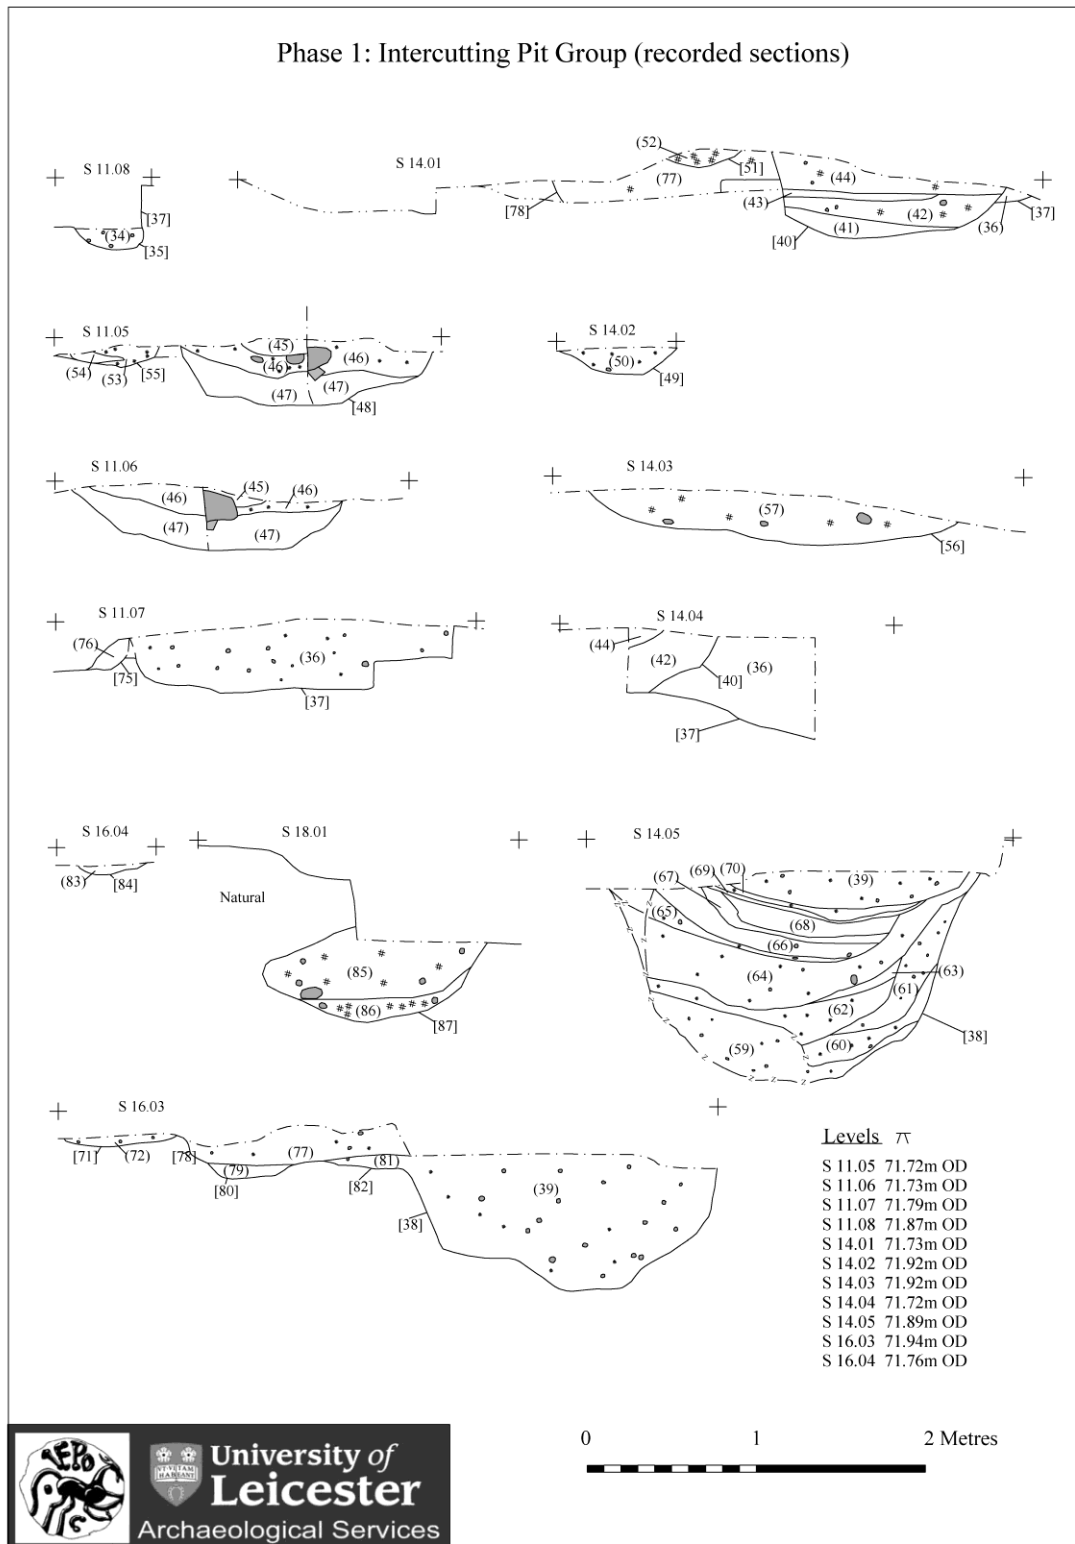 Phase 1: Intercutting Pit Group (recorded sections)
S 11.08
[37]
(34)
[35]
S 14.01
(52)
[51]
(77)
[78]
(44)
(43)
(42)
(41)
[40]
(36)
[37]
S 11.05
(45)
(46)
(46)
(54)
(53)
[55]
(47)
(47)
[48]
S 14.02
(50)
[49]
S 11.06
(46)
(45)
(46)
(47)
(47)
S 14.03
(57)
[56]
S 11.07
(76)
[75]
(36)
[37]
S 14.04
(44)
(42)
[40]
(36)
[37]
S 16.04
(83)
[84]
S 18.01
Natural
(85)
(86)
[87]
S 14.05
(67)
(69)
(70)
(39)
(65)
(68)
(66)
(64)
(63)
(61)
(62)
(59)
(60)
[38]
z z z z z z z z z z
S 16.03
[71]
(72)
[78]
(77)
(79)
[80]
(81)
[82]
[38]
(39)
Levels
S 11.05 71.72m OD
S 11.06 71.73m OD
S 11.07 71.79m OD
S 11.08 71.87m OD
S 14.01 71.73m OD
S 14.02 71.92m OD
S 14.03 71.92m OD
S 14.04 71.72m OD
S 14.05 71.89m OD
S 16.03 71.94m OD
S 16.04 71.76m OD
University of
Leicester
Archaeological Services
0 1 2 Metres